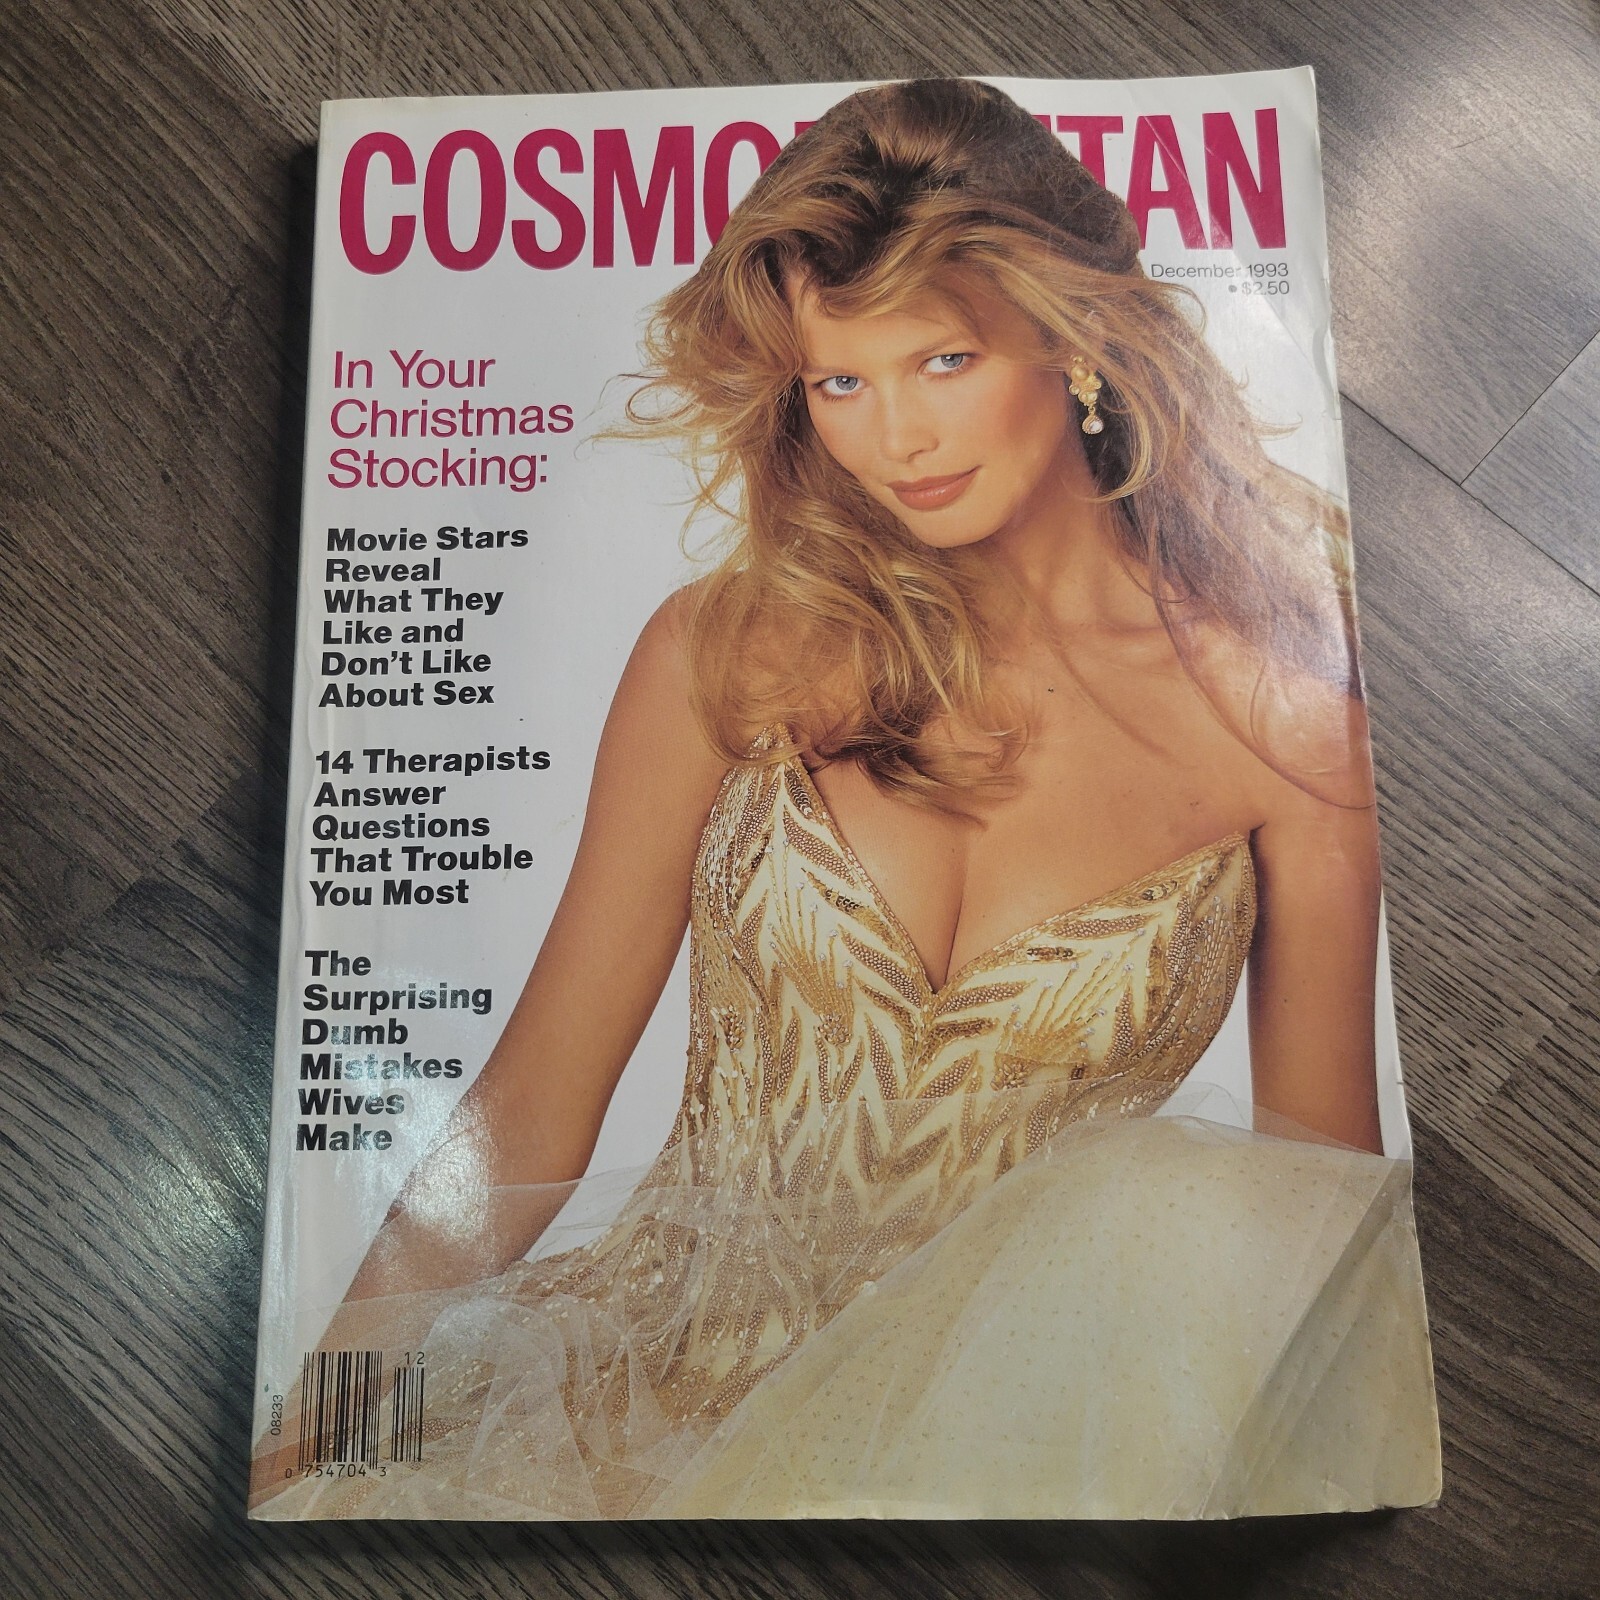 COSMOPOLITAN
December 1993
• $2.50
In Your
Christmas
Stocking:
Movie Stars
Reveal
What They
Like and
Don't Like
About Sex
14 Therapists
Answer
Questions
That Trouble
You Most
The
Surprising
Dumb
Mistakes
Wives
Make
12
08233
0 754704 3